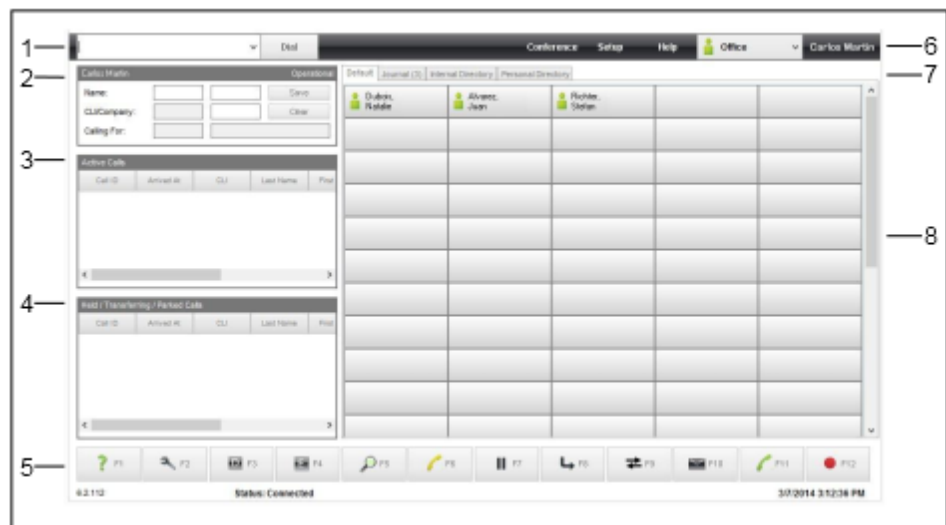 1
Dial
Conference Setup Help
Office
Carlos Martin
6
2
Carlos Martin Operational
Name: Save
CLI/Company: Clear
Calling For:
Default Journal (3) Internal Directory Personal Directory
7
Dubois, Natalie
Alvarez, Juan
Richter, Stefan
3
Active Calls
Call ID Arrived At CLI Last Name First
8
4
Held / Transferring / Parked Calls
Call ID Arrived At CLI Last Name First
5
F1 F2 F3 F4 F5 F6 F7 F8 F9 F10 F11 F12
6.2.112 Status: Connected 3/7/2014 3:12:36 PM